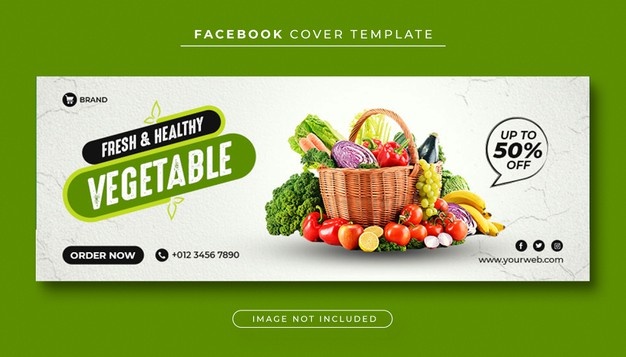 FACEBOOK COVER TEMPLATE
BRAND
FRESH & HEALTHY
VEGETABLE
ORDER NOW
+012 3456 7890
UP TO
50%
OFF
www.yourweb.com
IMAGE NOT INCLUDED